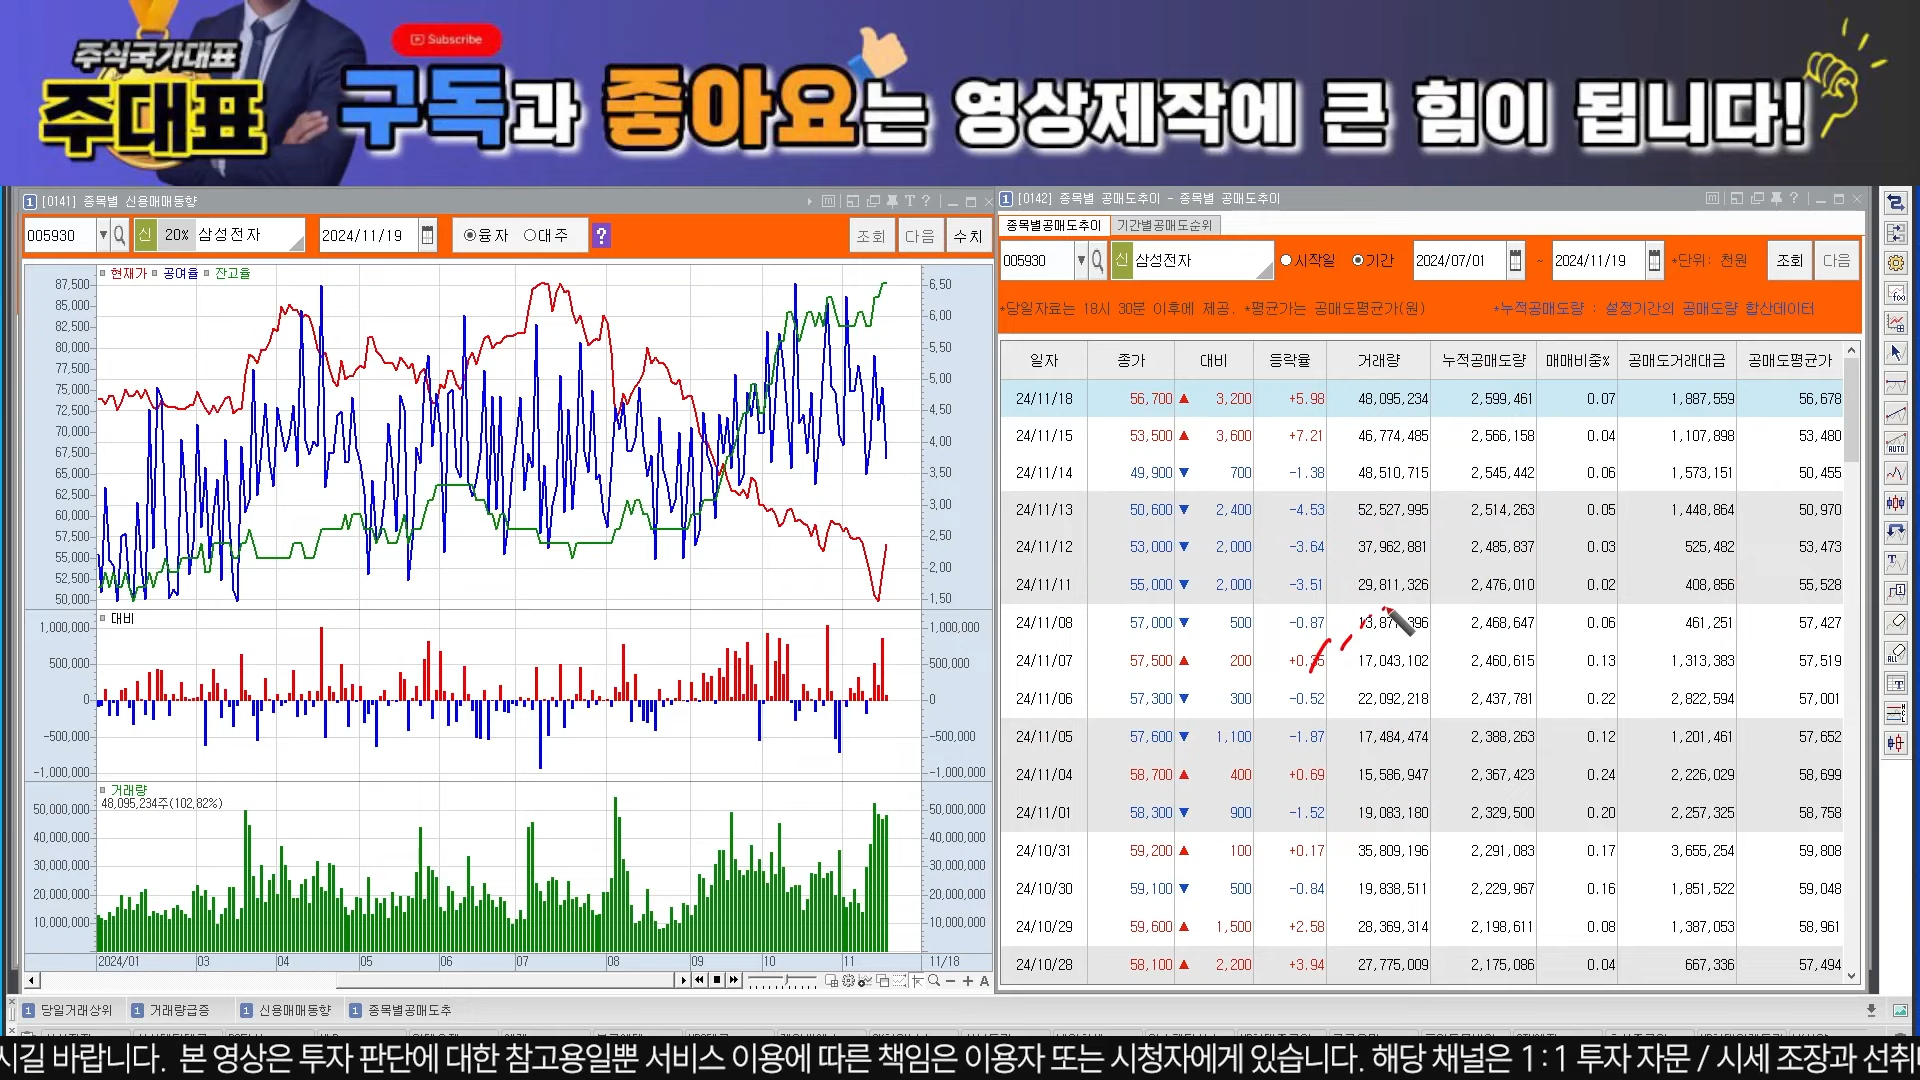 주식국가대표
주대표
Subscribe
구독과 좋아요는 영상제작에 큰 힘이 됩니다!
1 [0141] 종목별 신용매매동향
005930 신 20% 삼성전자 2024/11/19 융자 대주 ? 조회 다음 수치
현재가 공여율 잔고율
87,500 6,50
85,000
82,500 6,00
80,000 5,50
77,500
75,000 5,00
72,500 4,50
70,000 4,00
67,500
65,000 3,50
62,500 3,00
60,000
57,500 2,50
55,000 2,00
52,500
50,000 1,50
대비
1,000,000 1,000,000
500,000 500,000
0 0
-500,000 -500,000
-1,000,000 -1,000,000
거래량
48,095,234주(102,82%)
50,000,000 50,000,000
40,000,000 40,000,000
30,000,000 30,000,000
20,000,000 20,000,000
10,000,000 10,000,000
2024/01 03 04 05 06 07 08 09 10 11 11/18
1 [0142] 종목별 공매도추이 - 종목별 공매도추이
종목별공매도추이 기간별공매도순위
005930 신 삼성전자 시작일 기간 2024/07/01 ~ 2024/11/19 *단위: 천원 조회 다음
*당일자료는 18시 30분 이후에 제공. *평균가는 공매도평균가(원) *누적공매도량 : 설정기간의 공매도량 합산데이터
일자 종가 대비 등락율 거래량 누적공매도량 매매비중% 공매도거래대금 공매도평균가
24/11/18 56,700 ▲ 3,200 +5.98 48,095,234 2,599,461 0.07 1,887,559 56,678
24/11/15 53,500 ▲ 3,600 +7.21 46,774,485 2,566,158 0.04 1,107,898 53,480
24/11/14 49,900 ▼ 700 -1.38 48,510,715 2,545,442 0.06 1,573,151 50,455
24/11/13 50,600 ▼ 2,400 -4.53 52,527,995 2,514,263 0.05 1,448,864 50,970
24/11/12 53,000 ▼ 2,000 -3.64 37,962,881 2,485,837 0.03 525,482 53,473
24/11/11 55,000 ▼ 2,000 -3.51 29,811,326 2,476,010 0.02 408,856 55,528
24/11/08 57,000 ▼ 500 -0.87 2,468,647 0.06 461,251 57,427
24/11/07 57,500 ▲ 200 +0.35 17,043,102 2,460,615 0.13 1,313,383 57,519
24/11/06 57,300 ▼ 300 -0.52 22,092,218 2,437,781 0.22 2,822,594 57,001
24/11/05 57,600 ▼ 1,100 -1.87 17,484,474 2,388,263 0.12 1,201,461 57,652
24/11/04 58,700 ▲ 400 +0.69 15,586,947 2,367,423 0.24 2,226,029 58,699
24/11/01 58,300 ▼ 900 -1.52 19,083,180 2,329,500 0.20 2,257,325 58,758
24/10/31 59,200 ▲ 100 +0.17 35,809,196 2,291,083 0.17 3,655,254 59,808
24/10/30 59,100 ▼ 500 -0.84 19,838,511 2,229,967 0.16 1,851,522 59,048
24/10/29 59,600 ▲ 1,500 +2.58 28,369,314 2,198,611 0.08 1,387,053 58,961
24/10/28 58,100 ▲ 2,200 +3.94 27,775,009 2,175,086 0.04 667,336 57,494
1 당일거래상위 1 거래량급증 1 신용매매동향 1 종목별공매도추
시길 바랍니다. 본 영상은 투자 판단에 대한 참고용일뿐 서비스 이용에 따른 책임은 이용자 또는 시청자에게 있습니다. 해당 채널은 1:1 투자 자문 / 시세 조장과 선취